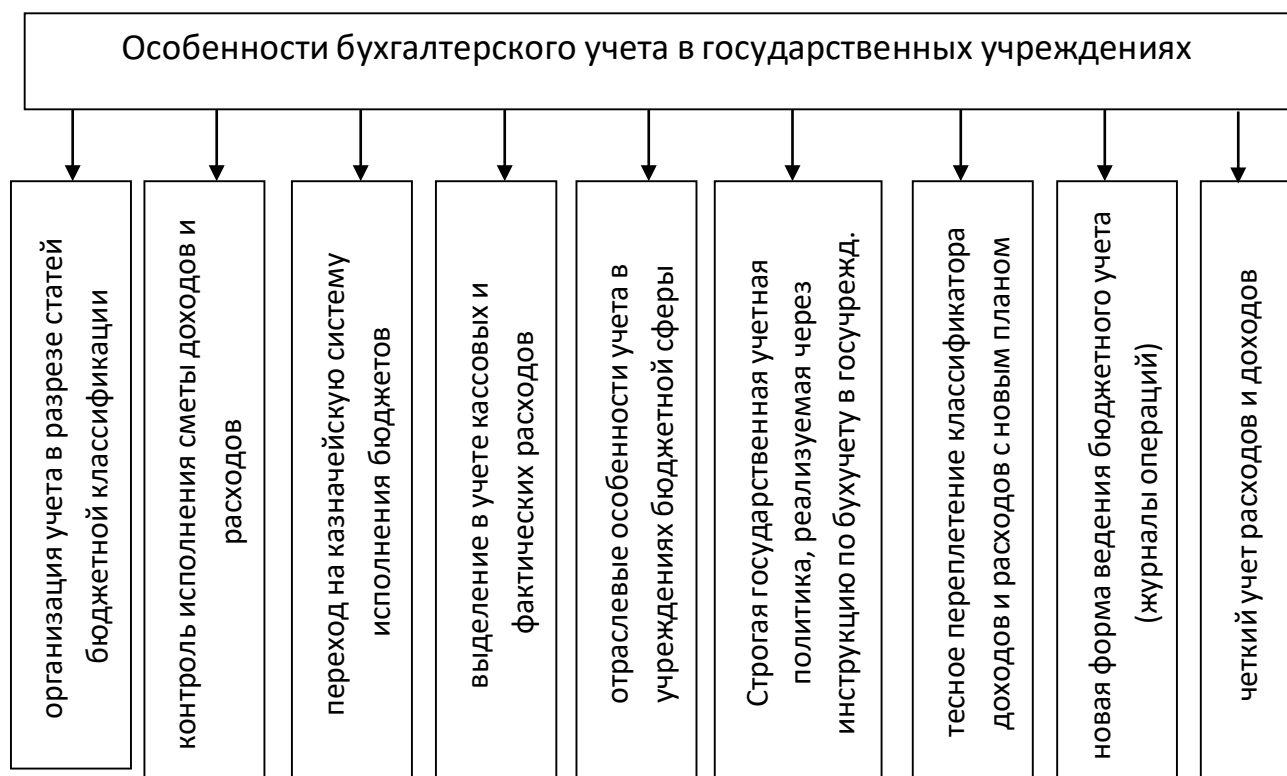 Особенности бухгалтерского учета в государственных учреждениях
организация учета в разрезе статей
бюджетной классификации
контроль исполнения сметы доходов и
расходов
переход на казначейскую систему
исполнения бюджетов
выделение в учете кассовых и
фактических расходов
отраслевые особенности учета в
учреждениях бюджетной сферы
Строгая государственная учетная
политика, реализуемая через
инструкцию по бухучету в госучрежд.
тесное переплетение классификатора
доходов и расходов с новым планом
новая форма ведения бюджетного учета
(журналы операций)
четкий учет расходов и доходов